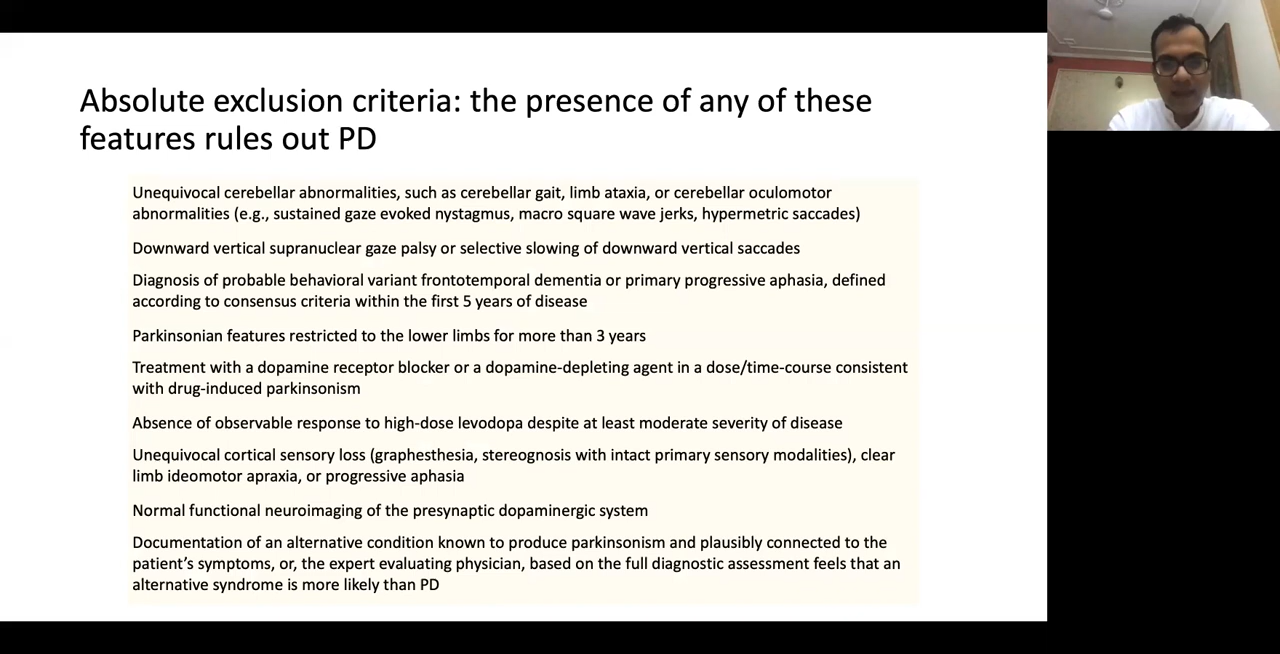 Absolute exclusion criteria: the presence of any of these
features rules out PD
Unequivocal cerebellar abnormalities, such as cerebellar gait, limb ataxia, or cerebellar oculomotor
abnormalities (e.g., sustained gaze evoked nystagmus, macro square wave jerks, hypermetric saccades)
Downward vertical supranuclear gaze palsy or selective slowing of downward vertical saccades
Diagnosis of probable behavioral variant frontotemporal dementia or primary progressive aphasia, defined
according to consensus criteria within the first 5 years of disease
Parkinsonian features restricted to the lower limbs for more than 3 years
Treatment with a dopamine receptor blocker or a dopamine-depleting agent in a dose/time-course consistent
with drug-induced parkinsonism
Absence of observable response to high-dose levodopa despite at least moderate severity of disease
Unequivocal cortical sensory loss (graphesthesia, stereognosis with intact primary sensory modalities), clear
limb ideomotor apraxia, or progressive aphasia
Normal functional neuroimaging of the presynaptic dopaminergic system
Documentation of an alternative condition known to produce parkinsonism and plausibly connected to the
patient’s symptoms, or, the expert evaluating physician, based on the full diagnostic assessment feels that an
alternative syndrome is more likely than PD